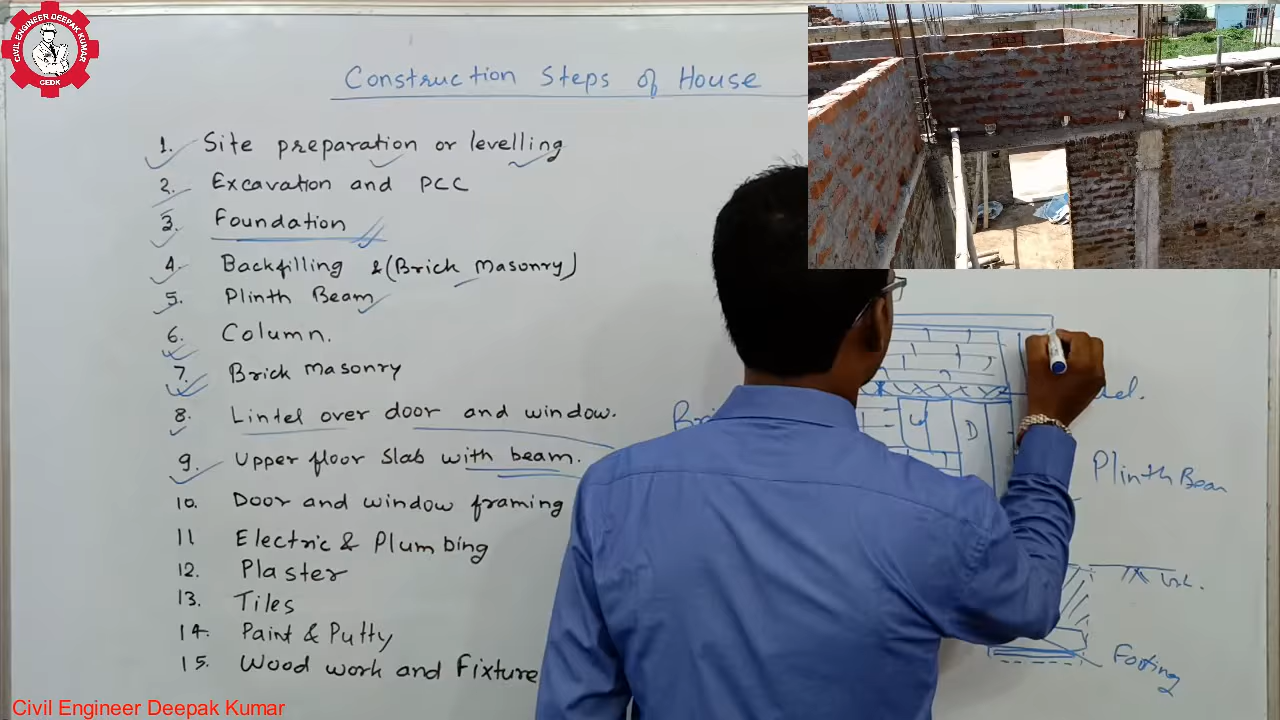 CIVIL ENGINEER DEEPAK KUMAR
CEDK
Construction Steps of House
1. Site preparation or levelling
2. Excavation and PCC
3. Foundation
4. Backfilling & (Brick Masonry)
5. Plinth Beam
6. Column.
7. Brick Masonry
8. Lintel over door and window.
9. Upper floor slab with beam.
10. Door and window framing
11 Electric & Plumbing
12. Plaster
13. Tiles
14. Paint & Putty
15. Wood work and Fixture
W
D
Plinth Beam
Footing
Civil Engineer Deepak Kumar